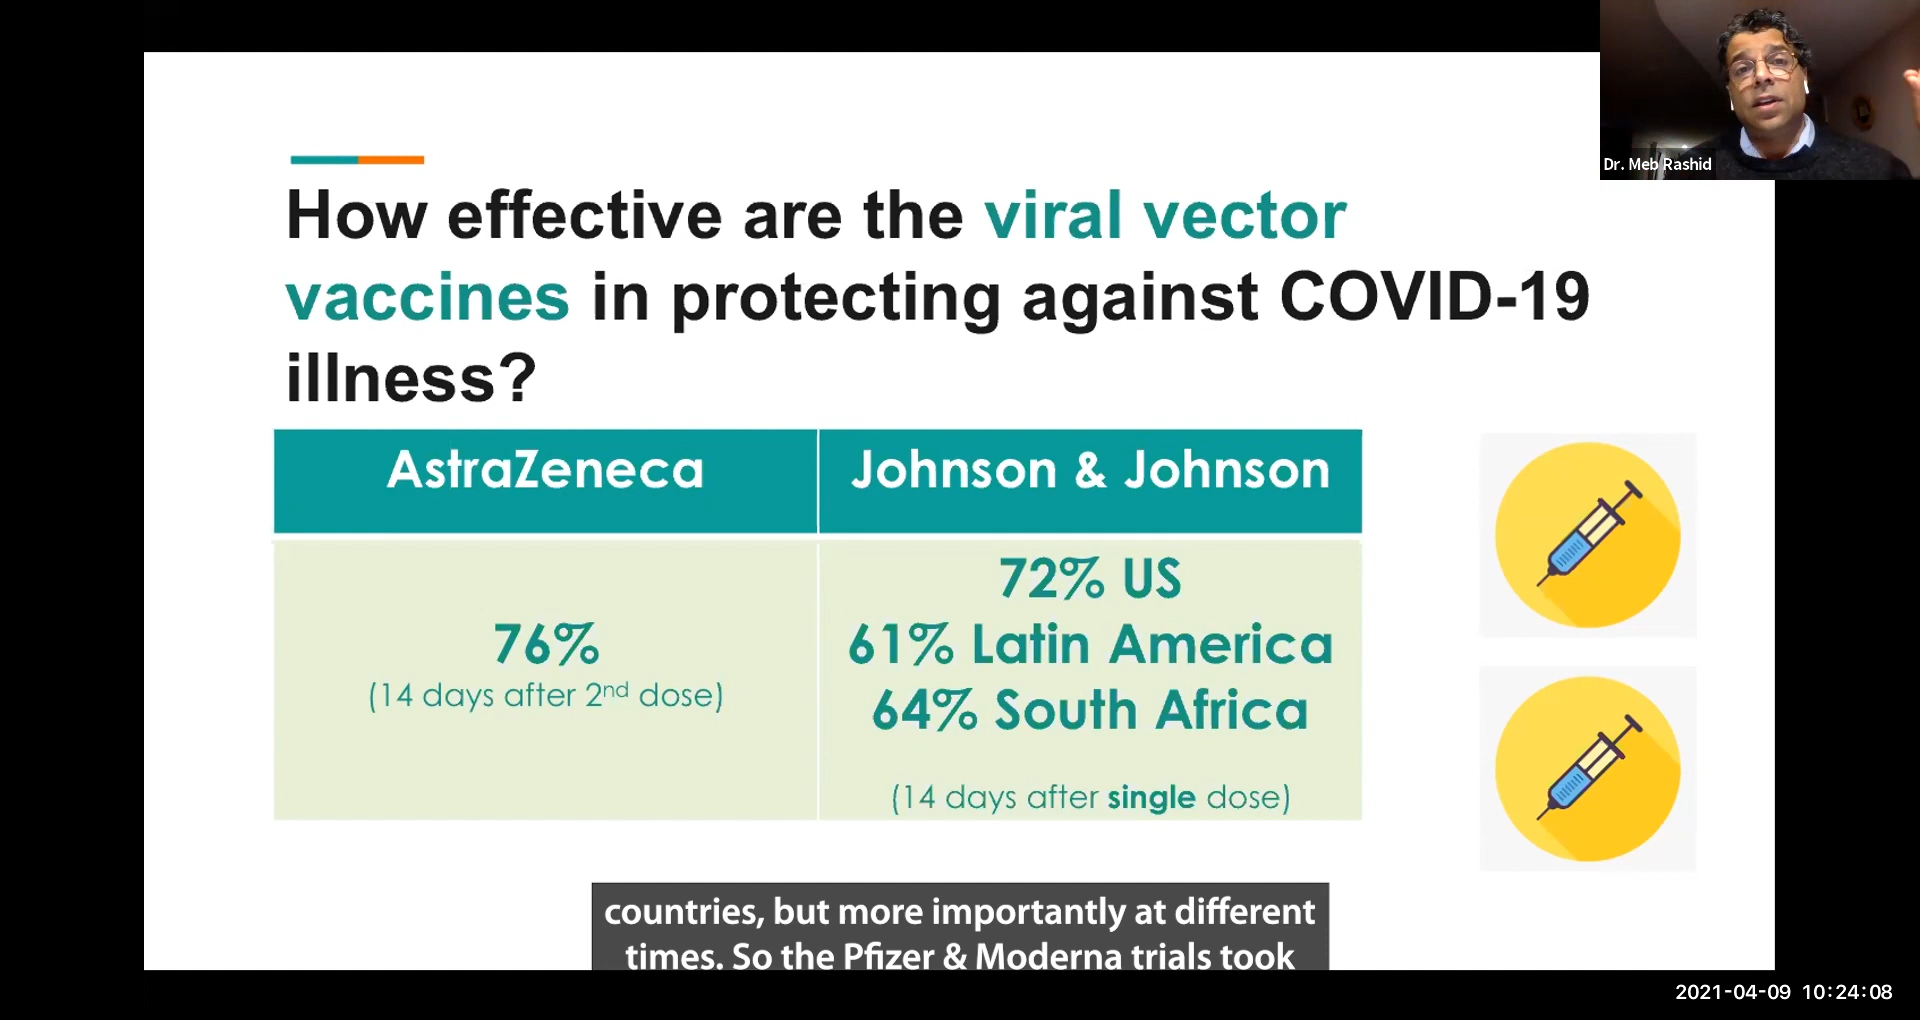 Dr. Meb Rashid
How effective are the viral vector
vaccines in protecting against COVID-19
illness?
AstraZeneca
Johnson & Johnson
76%
(14 days after 2nd dose)
72% US
61% Latin America
64% South Africa
(14 days after single dose)
countries, but more importantly at different
times. So the Pfizer & Moderna trials took
2021-04-09 10:24:08